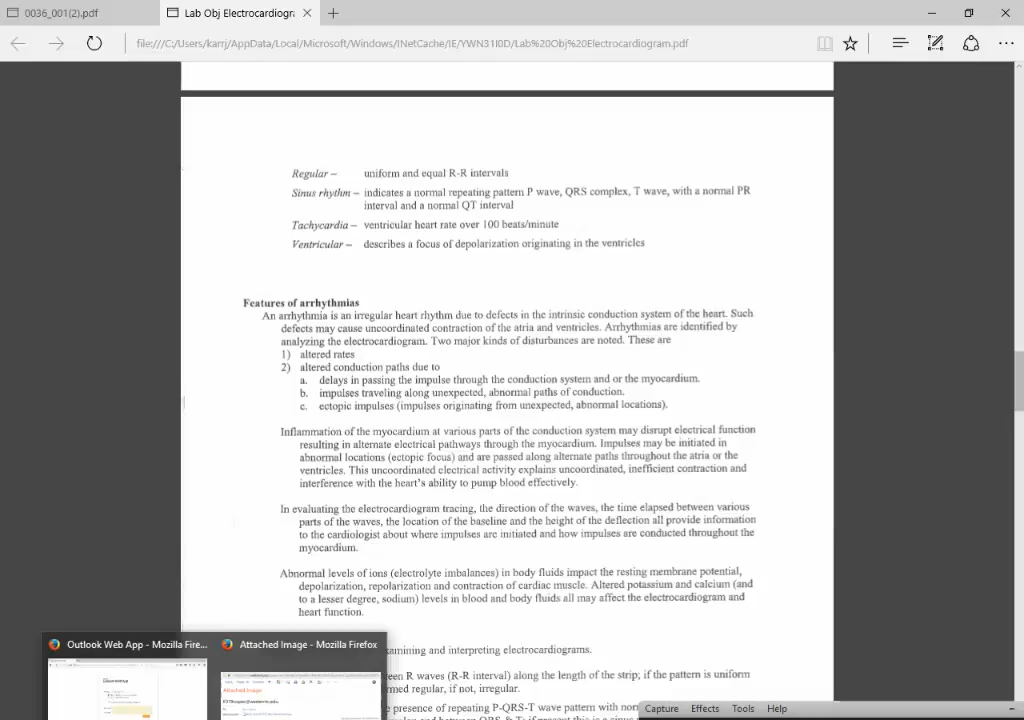 0036_001(2).pdf
Lab Obj Electrocardiogra
file:///C:/Users/karrj/AppData/Local/Microsoft/Windows/INetCache/IE/YWN31I0D/Lab%20Obj%20Electrocardiogram.pdf
Regular – uniform and equal R-R intervals
Sinus rhythm – indicates a normal repeating pattern P wave, QRS complex, T wave, with a normal PR
interval and a normal QT interval
Tachycardia – ventricular heart rate over 100 beats/minute
Ventricular – describes a focus of depolarization originating in the ventricles
Features of arrhythmias
An arrhythmia is an irregular heart rhythm due to defects in the intrinsic conduction system of the heart. Such
defects may cause uncoordinated contraction of the atria and ventricles. Arrhythmias are identified by
analyzing the electrocardiogram. Two major kinds of disturbances are noted. These are
1) altered rates
2) altered conduction paths due to
a. delays in passing the impulse through the conduction system and or the myocardium.
b. impulses traveling along unexpected, abnormal paths of conduction.
c. ectopic impulses (impulses originating from unexpected, abnormal locations).
Inflammation of the myocardium at various parts of the conduction system may disrupt electrical function
resulting in alternate electrical pathways through the myocardium. Impulses may be initiated in
abnormal locations (ectopic focus) and are passed along alternate paths throughout the atria or the
ventricles. This uncoordinated electrical activity explains uncoordinated, inefficient contraction and
interference with the heart's ability to pump blood effectively.
In evaluating the electrocardiogram tracing, the direction of the waves, the time elapsed between various
parts of the waves, the location of the baseline and the height of the deflection all provide information
to the cardiologist about where impulses are initiated and how impulses are conducted throughout the
myocardium.
Abnormal levels of ions (electrolyte imbalances) in body fluids impact the resting membrane potential,
depolarization, repolarization and contraction of cardiac muscle. Altered potassium and calcium (and
to a lesser degree, sodium) levels in blood and body fluids all may affect the electrocardiogram and
heart function.
Outlook Web App - Mozilla Fire...
Attached Image - Mozilla Firefox
amining and interpreting electrocardiograms.
een R waves (R-R interval) along the length of the strip; if the pattern is uniform
med regular, if not, irregular.
e presence of repeating P-QRS-T wave pattern with nor
Attached Image
Capture Effects Tools Help